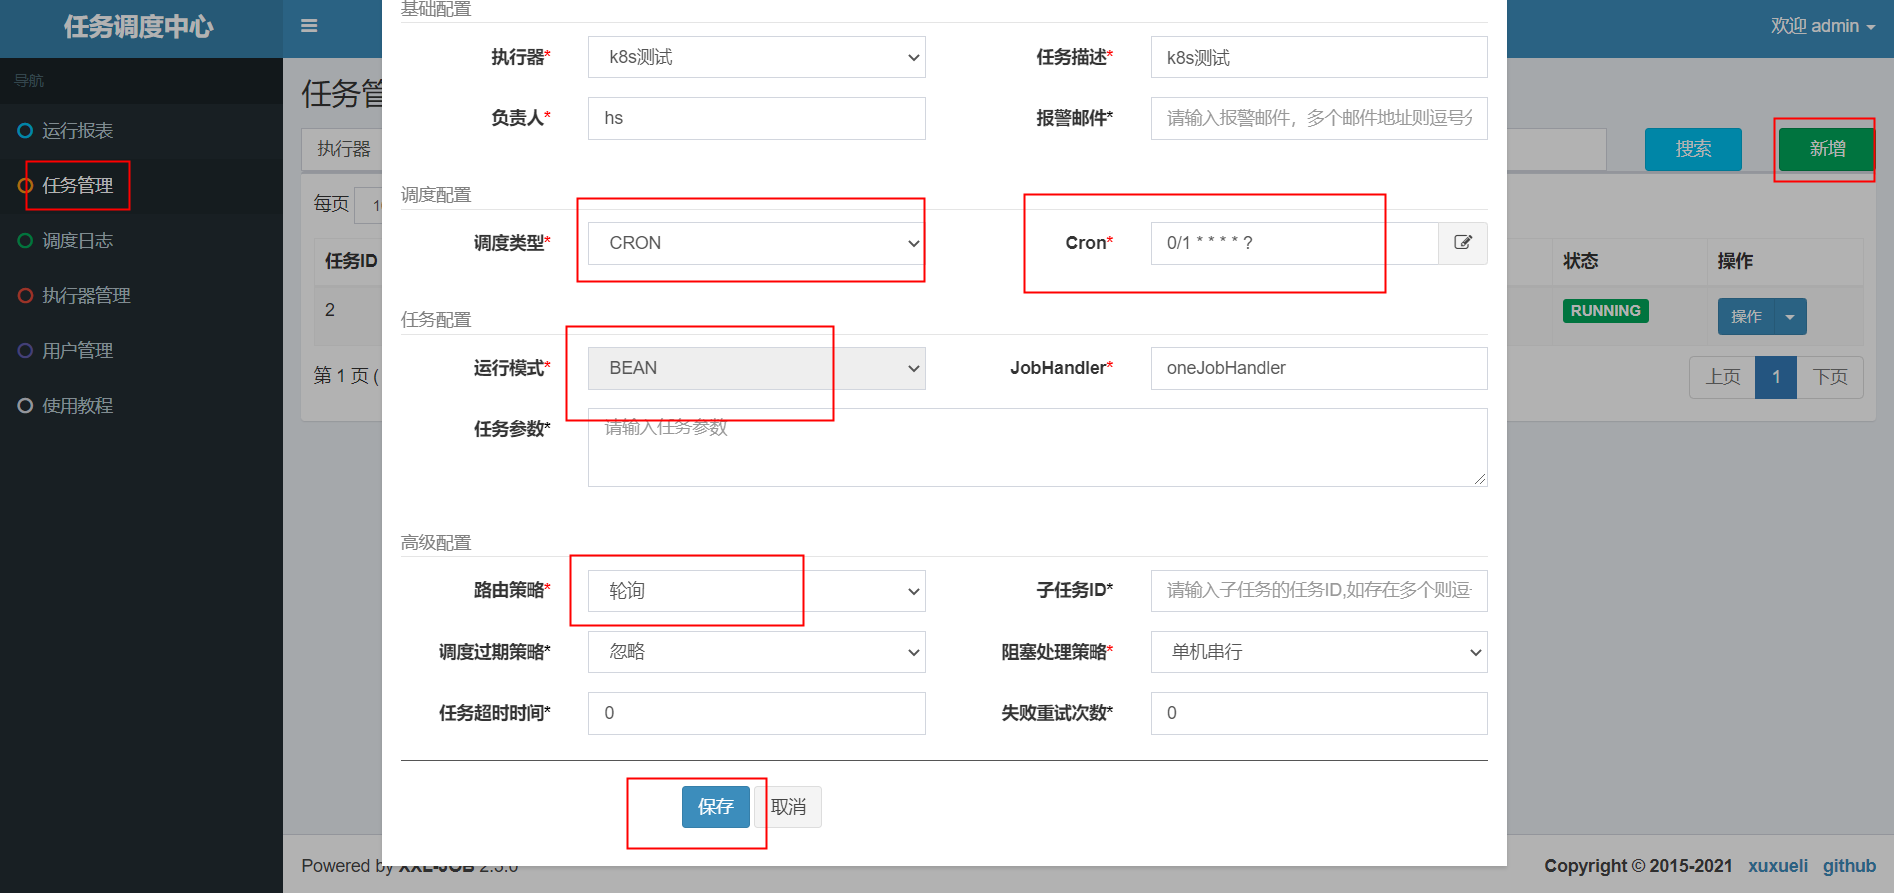 任务调度中心
欢迎 admin
导航
运行报表
任务管理
调度日志
执行器管理
用户管理
使用教程
任务管
执行器
搜索
新增
每页
任务ID
状态
操作
2
RUNNING
操作
第 1 页 (
上页
1
下页
基础配置
执行器*
k8s测试
任务描述*
k8s测试
负责人*
hs
报警邮件*
请输入报警邮件，多个邮件地址则逗号分
调度配置
调度类型*
CRON
Cron*
0/1 * * * * ?
任务配置
运行模式*
BEAN
JobHandler*
oneJobHandler
任务参数*
请输入任务参数
高级配置
路由策略*
轮询
子任务ID*
请输入子任务的任务ID,如存在多个则逗
调度过期策略*
忽略
阻塞处理策略*
单机串行
任务超时时间*
0
失败重试次数*
0
保存
取消
Powered by XXL-JOB 2.3.0
Copyright © 2015-2021 xuxueli github